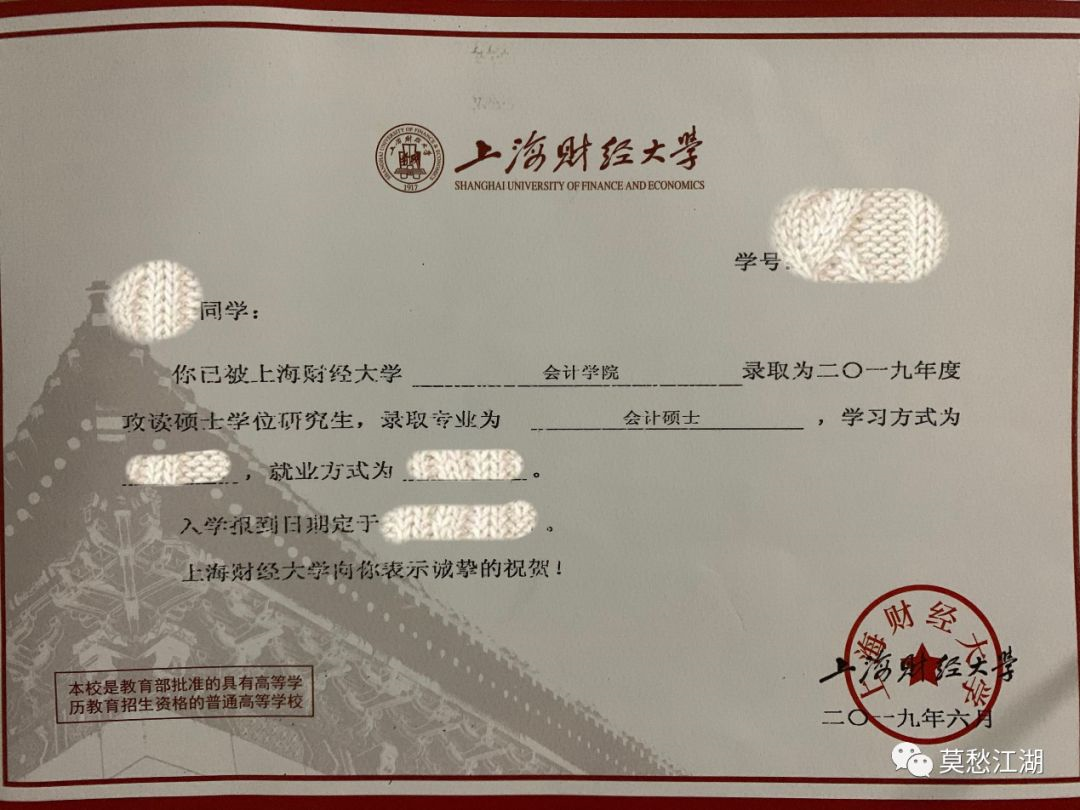 上海财经大学
SHANGHAI UNIVERSITY OF FINANCE AND ECONOMICS
SHANGHAI UNIVERSITY OF FINANCE & ECONOMICS
上海财经大学
1917
学号:
同学：
你已被上海财经大学 会计学院 录取为二〇一九年度
攻读硕士学位研究生，录取专业为 会计硕士 ，学习方式为
，就业方式为 。
入学报到日期定于 。
上海财经大学向你表示诚挚的祝贺！
本校是教育部批准的具有高等学
历教育招生资格的普通高等学校
上海财经大学
上海财经大学
二〇一九年六月
莫愁江湖